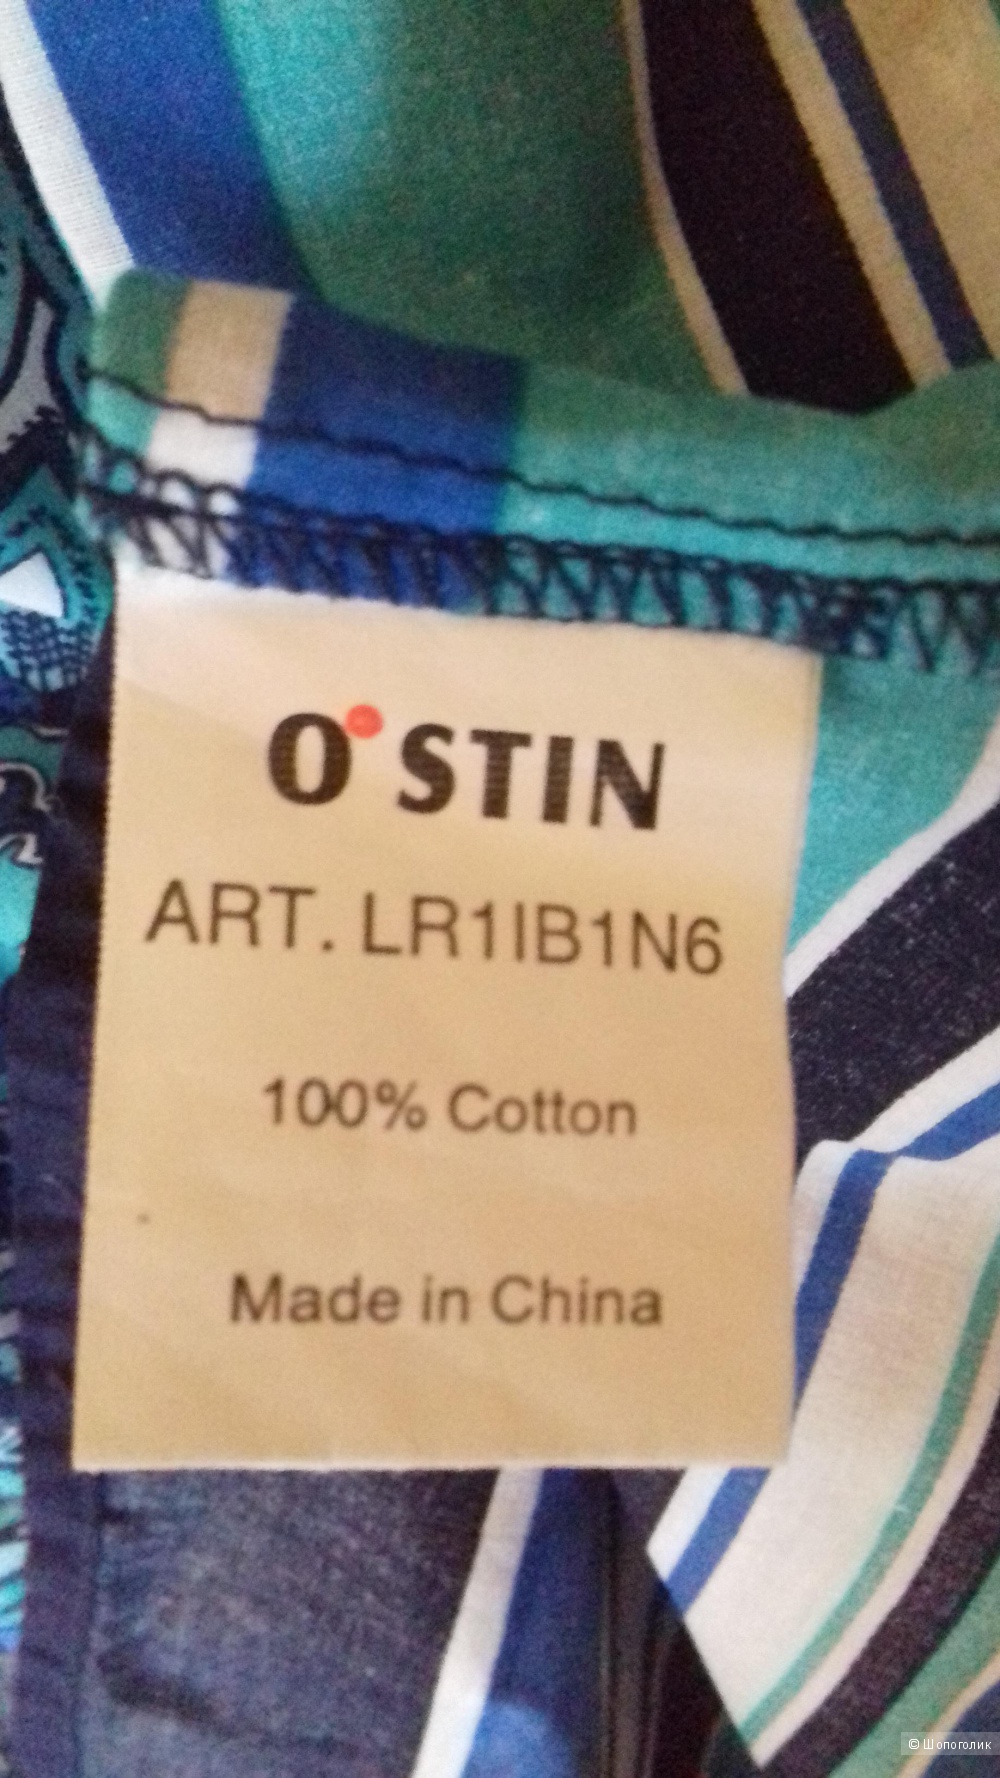 O'STIN
ART. LR1IB1N6
100% Cotton
Made in China
© Шопоголик